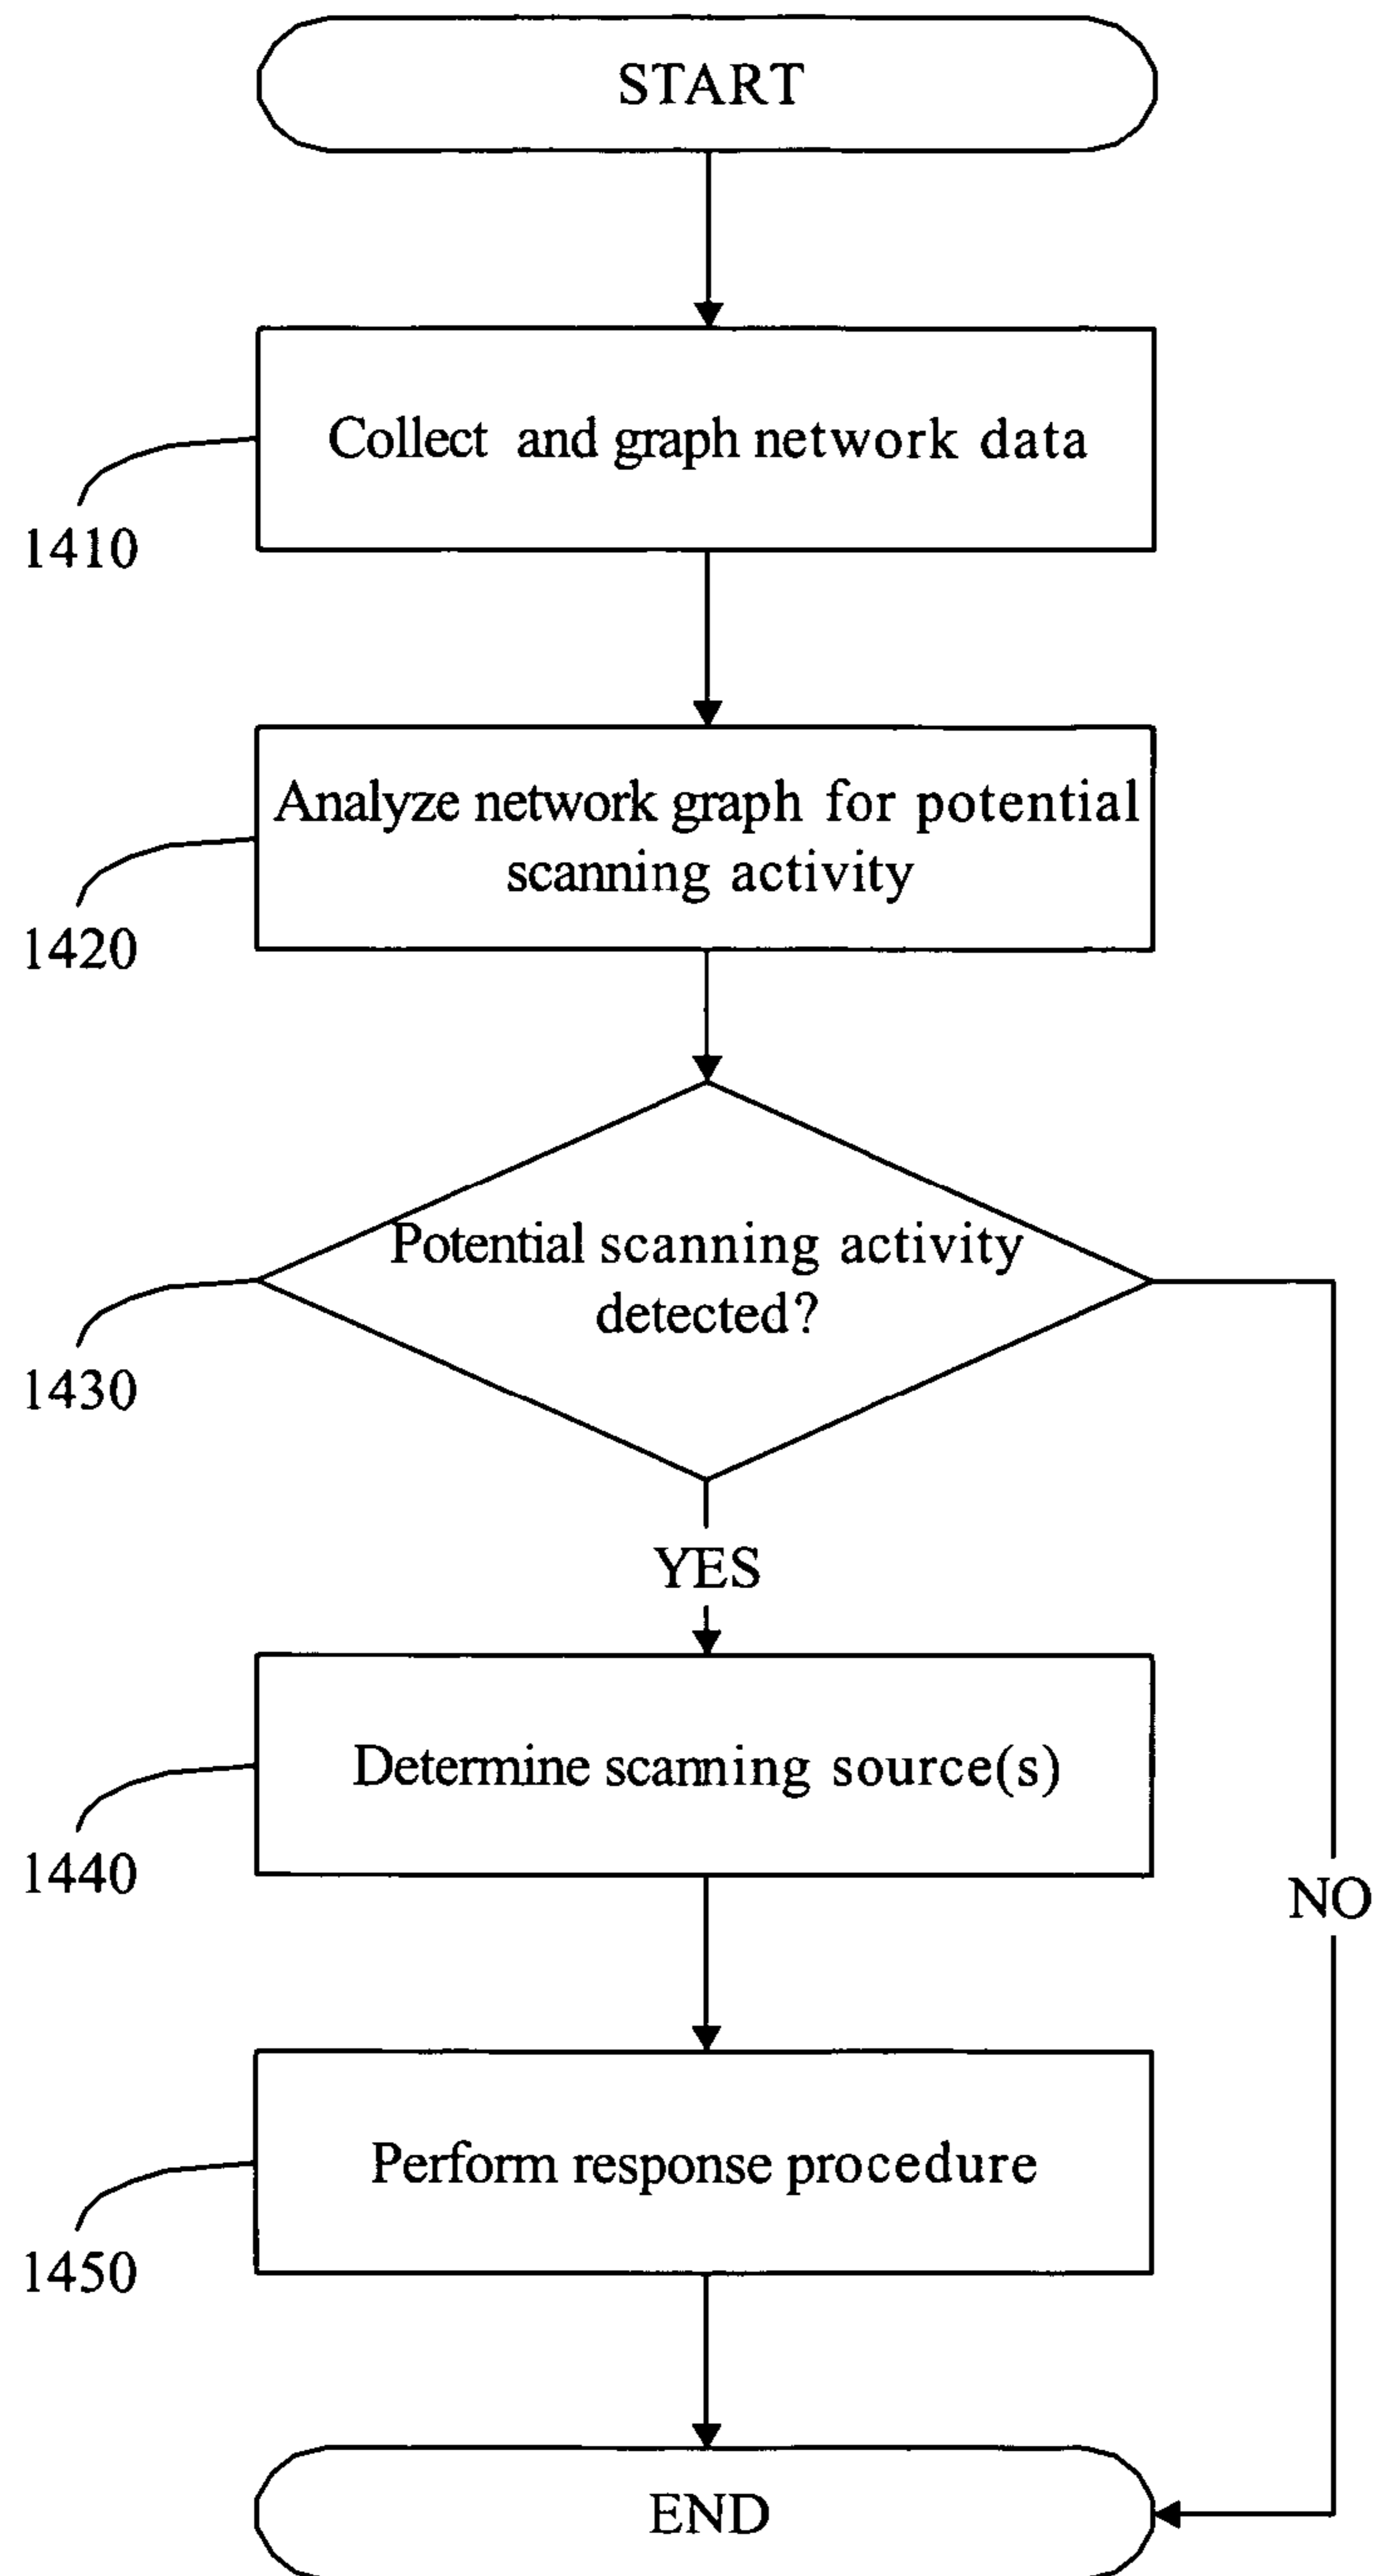 START
Collect and graph network data
1410
Analyze network graph for potential
scanning activity
1420
Potential scanning activity
detected?
1430
YES
Determine scanning source(s)
1440
NO
Perform response procedure
1450
END